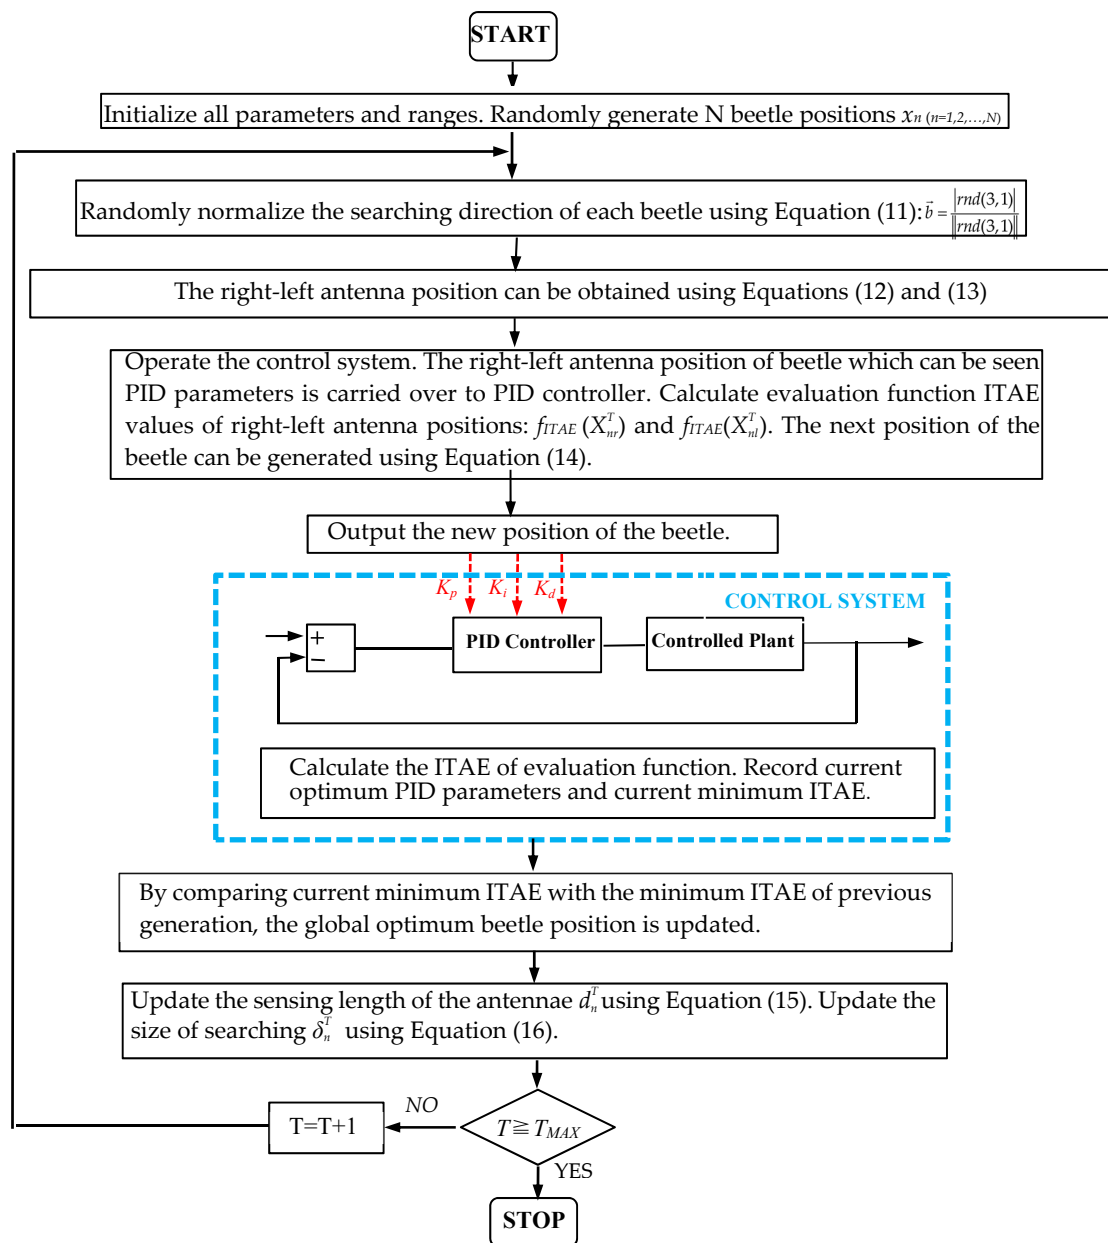 START
Initialize all parameters and ranges. Randomly generate N beetle positions xn (n=1,2,…,N)
Randomly normalize the searching direction of each beetle using Equation (11): b⃗ = |rnd(3,1)| / ‖rnd(3,1)‖
The right-left antenna position can be obtained using Equations (12) and (13)
Operate the control system. The right-left antenna position of beetle which can be seen
PID parameters is carried over to PID controller. Calculate evaluation function ITAE
values of right-left antenna positions: fITAE (X_nr^T) and fITAE(X_nl^T). The next position of the
beetle can be generated using Equation (14).
Output the new position of the beetle.
Kp Ki Kd
CONTROL SYSTEM
+
−
PID Controller
Controlled Plant
Calculate the ITAE of evaluation function. Record current
optimum PID parameters and current minimum ITAE.
By comparing current minimum ITAE with the minimum ITAE of previous
generation, the global optimum beetle position is updated.
Update the sensing length of the antennae d_n^T using Equation (15). Update the
size of searching δ_n^T using Equation (16).
T=T+1
NO
T≧TMAX
YES
STOP